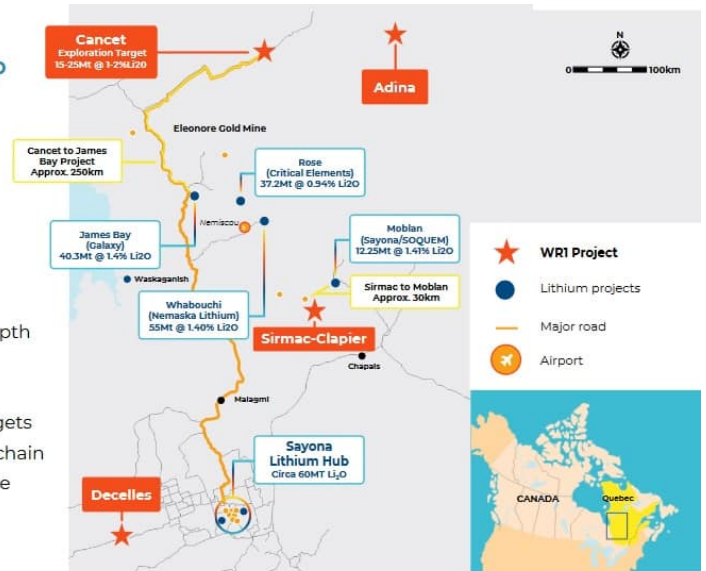 Cancet
Exploration Target
15-25Mt @ 1-2%Li20
Adina
N
0
100km
Eleonore Gold Mine
Cancet to James
Bay Project
Approx. 250km
Rose
(Critical Elements)
37.2Mt @ 0.94% Li2O
Nemiscou
James Bay
(Galaxy)
40.3Mt @ 1.4% Li2O
Moblan
(Sayona/SOQUEM)
12.25Mt @ 1.41% Li2O
Waskaganish
Sirmac to Moblan
Approx. 30km
Whabouchi
(Nemaska Lithium)
55Mt @ 1.40% Li2O
Sirmac-Clapier
Chapais
Malagmi
Sayona
Lithium Hub
Circa 60MT Li₂O
Decelles
WR1 Project
Lithium projects
Major road
Airport
CANADA
Quebec
gets
chain